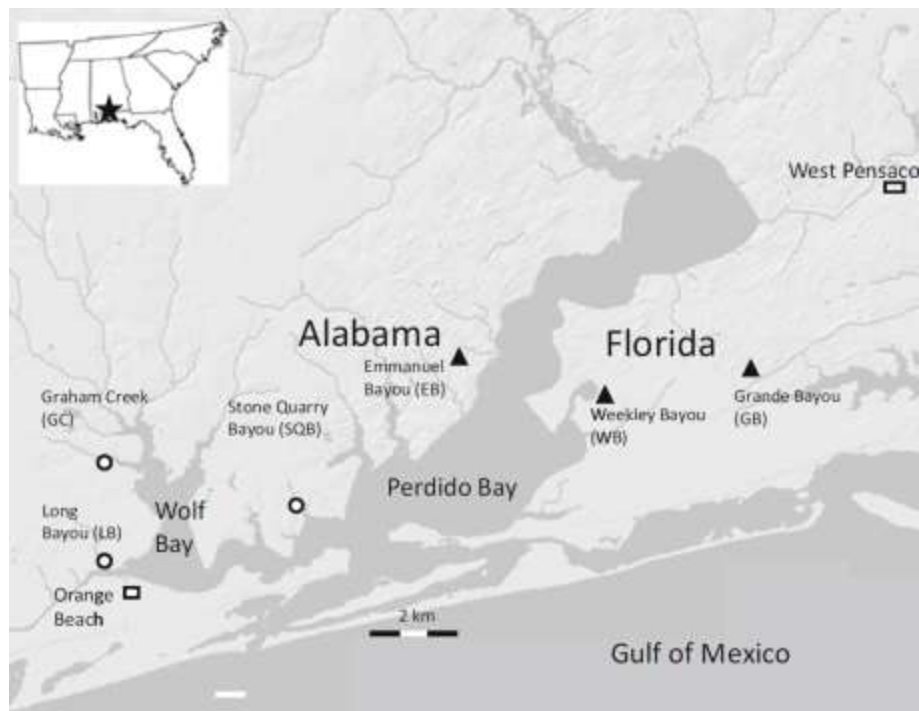 West Pensaco
Alabama
Florida
Emmanuel
Bayou (EB)
Graham Creek
(GC)
Stone Quarry
Bayou (SQB)
Grande Bayou
(GB)
Weekley Bayou
(WB)
Perdido Bay
Long
Bayou (LB)
Wolf
Bay
Orange
Beach
2 km
Gulf of Mexico